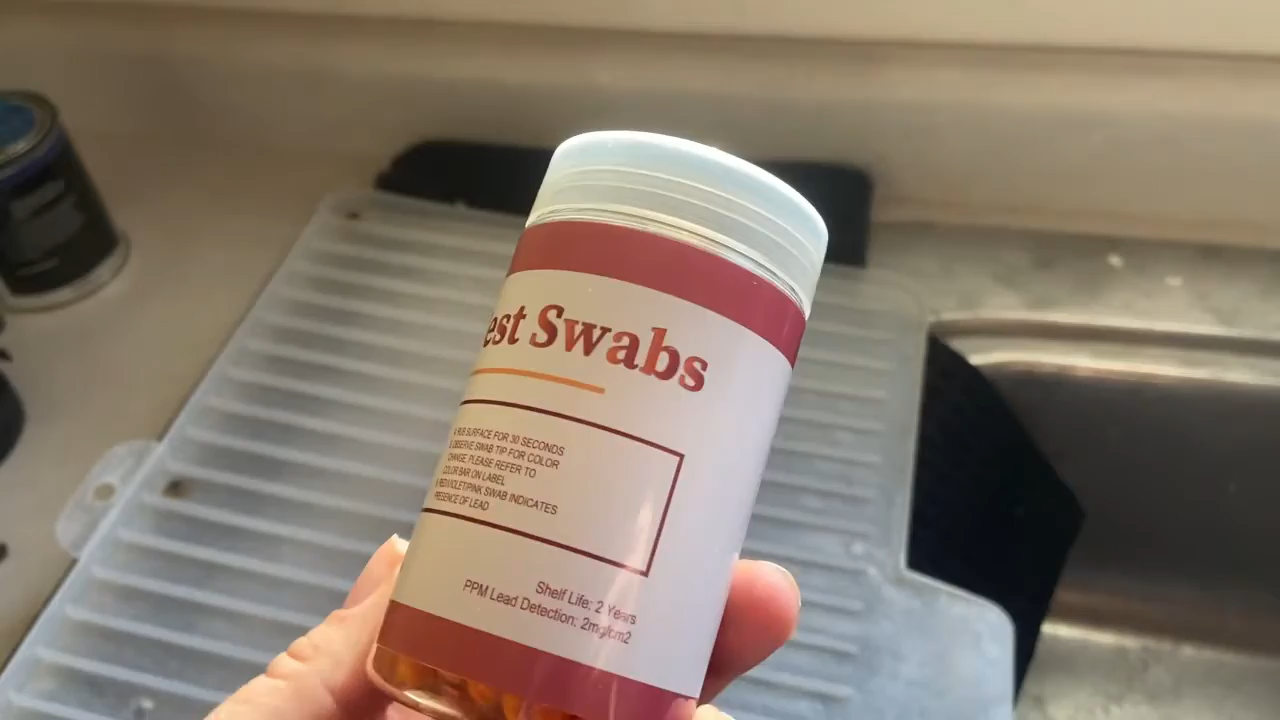 est Swabs
RUB SURFACE FOR 30 SECONDS
OBSERVE SWAB TIP FOR COLOR
CHANGE, PLEASE REFER TO
COLOR BAR ON LABEL
RED/VIOLET/PINK SWAB INDICATES
PRESENCE OF LEAD
Shelf Life: 2 Years
PPM Lead Detection: 2mg/cm2